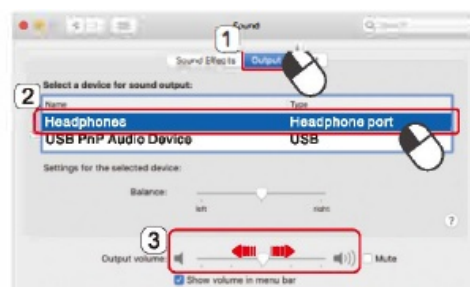 Sound
1
Sound Effects Output
Select a device for sound output:
2
Name Type
Headphones Headphone port
USB PnP Audio Device USB
Settings for the selected device:
Balance:
left right
?
3
Output volume: Mute
Show volume in menu bar